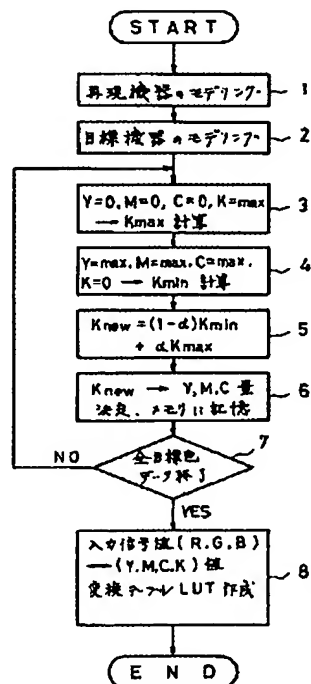 START
再現機器のモデリング
1
目標機器のモデリング
2
Y=0, M=0, C=0, K=max
→ Kmax 計算
3
Y=max, M=max, C=max,
K=0 → Kmin 計算
4
Knew = (1-α)Kmin
+ αKmax
5
Knew → Y, M, C 量
決定、メモリに記憶
6
全目標色
データ終了
7
NO
YES
入力信号値(R.G.B)
→(Y.M.C.K)値
変換テーブルLUT作成
8
END